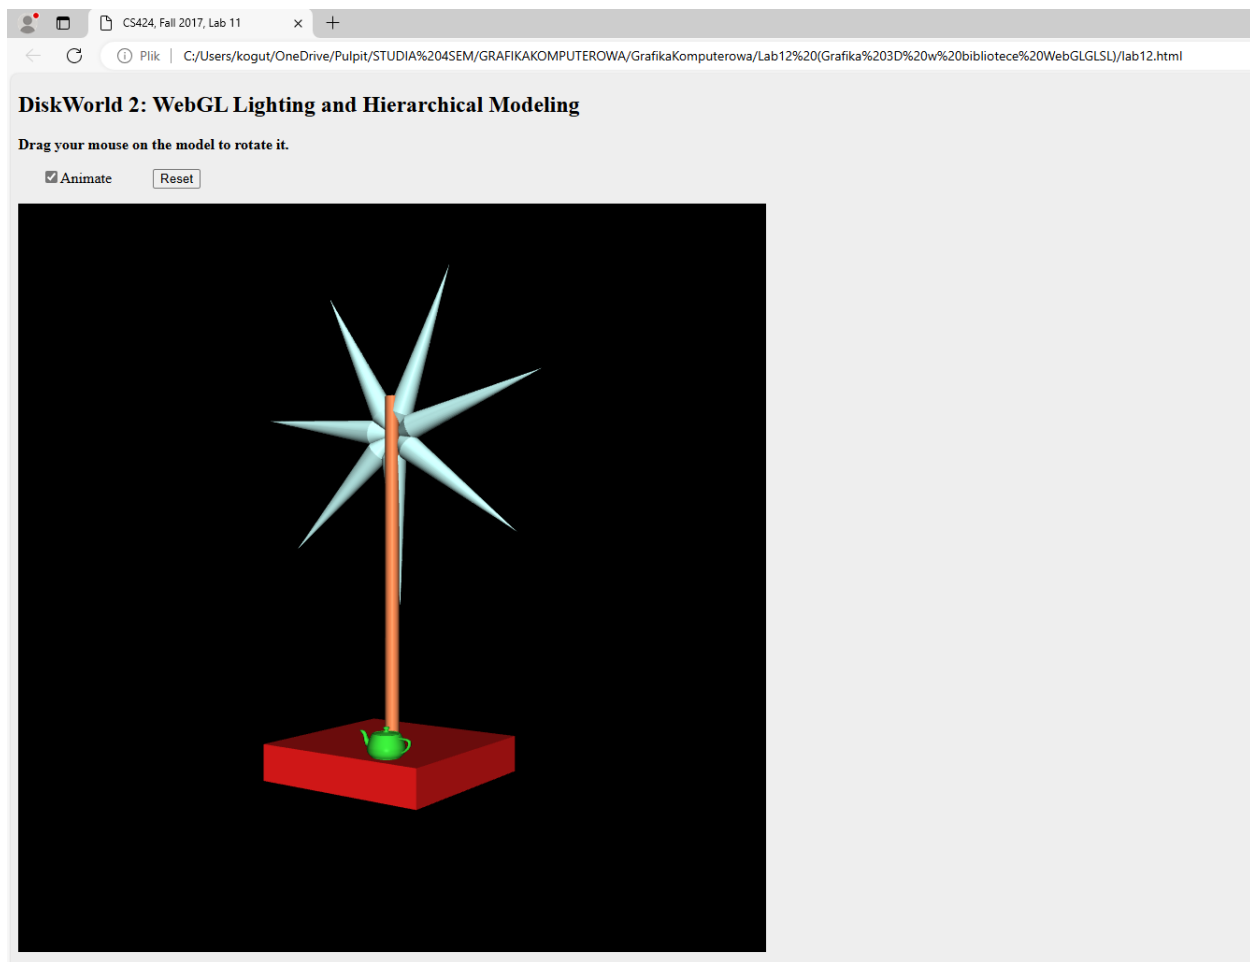 CS424, Fall 2017, Lab 11
Plik | C:/Users/kogut/OneDrive/Pulpit/STUDIA%204SEM/GRAFIKAKOMPUTEROWA/GrafikaKomputerowa/Lab12%20(Grafika%203D%20w%20bibliotece%20WebGLGLSL)/lab12.html
DiskWorld 2: WebGL Lighting and Hierarchical Modeling
Drag your mouse on the model to rotate it.
Animate Reset